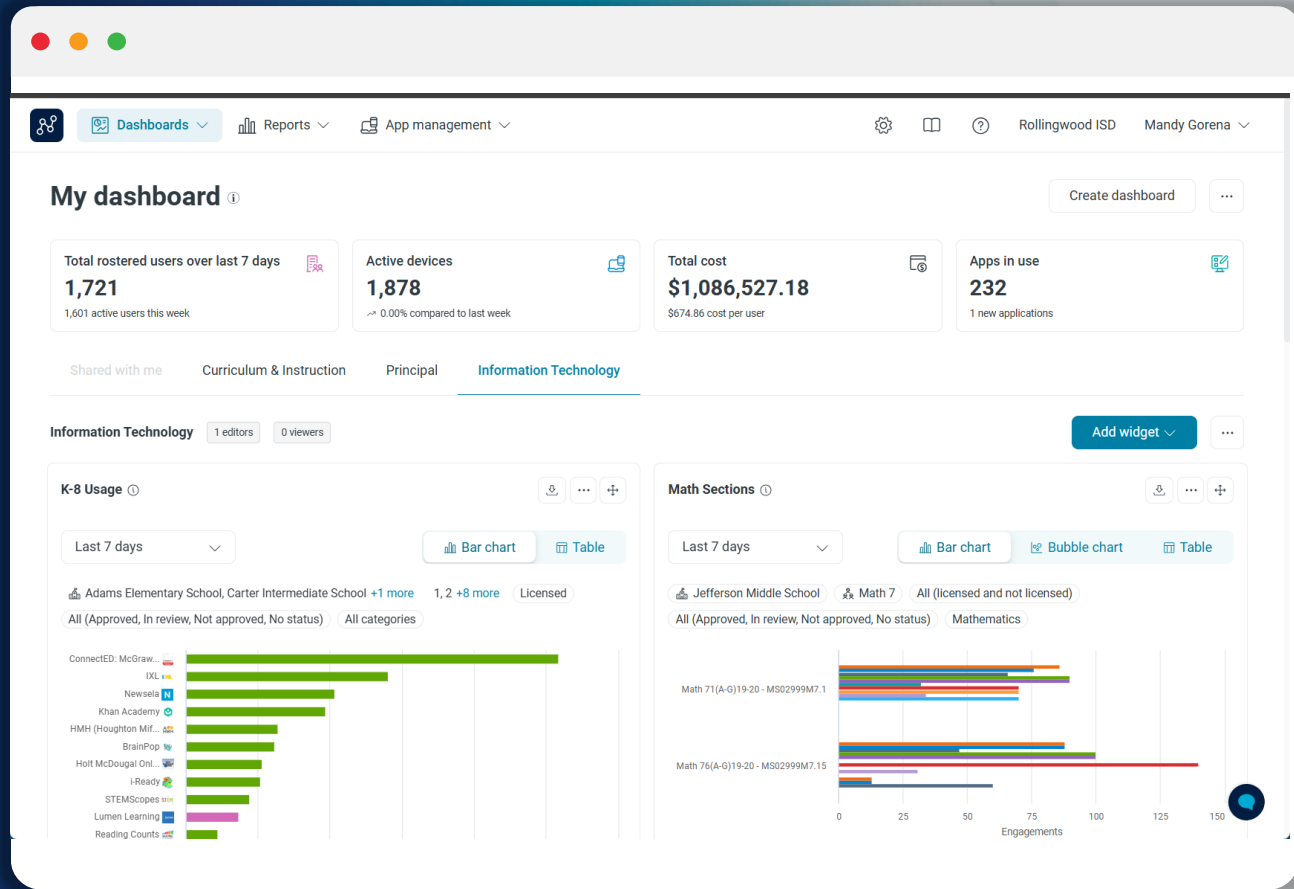 Dashboards
Reports
App management
Rollingwood ISD
Mandy Gorena
My dashboard
Create dashboard
Total rostered users over last 7 days
1,721
1,601 active users this week
Active devices
1,878
0.00% compared to last week
Total cost
$1,086,527.18
$674.86 cost per user
Apps in use
232
1 new applications
Shared with me
Curriculum & Instruction
Principal
Information Technology
Information Technology
1 editors
0 viewers
Add widget
K-8 Usage
Last 7 days
Bar chart
Table
Adams Elementary School, Carter Intermediate School +1 more
1, 2 +8 more
Licensed
All (Approved, In review, Not approved, No status)
All categories
ConnectED: McGraw...
IXL
Newsela
N
Khan Academy
HMH (Houghton Mif...
BrainPop
Holt McDougal Onl...
i-Ready
STEMScopes
Lumen Learning
Reading Counts
Math Sections
Last 7 days
Bar chart
Bubble chart
Table
Jefferson Middle School
Math 7
All (licensed and not licensed)
All (Approved, In review, Not approved, No status)
Mathematics
Math 71(A-G)19-20 - MS02999M7.1
Math 76(A-G)19-20 - MS02999M7.15
0 25 50 75 100 125 150
Engagements